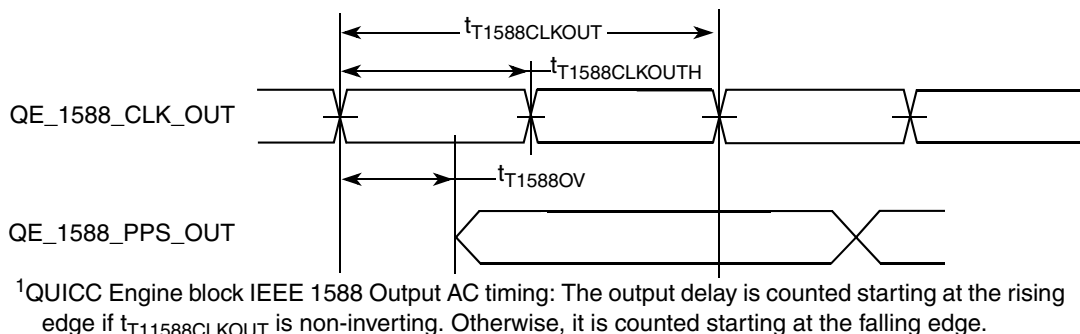 tT1588CLKOUT
tT1588CLKOUTH
QE_1588_CLK_OUT
tT1588OV
QE_1588_PPS_OUT
1QUICC Engine block IEEE 1588 Output AC timing: The output delay is counted starting at the rising
edge if tT11588CLKOUT is non-inverting. Otherwise, it is counted starting at the falling edge.